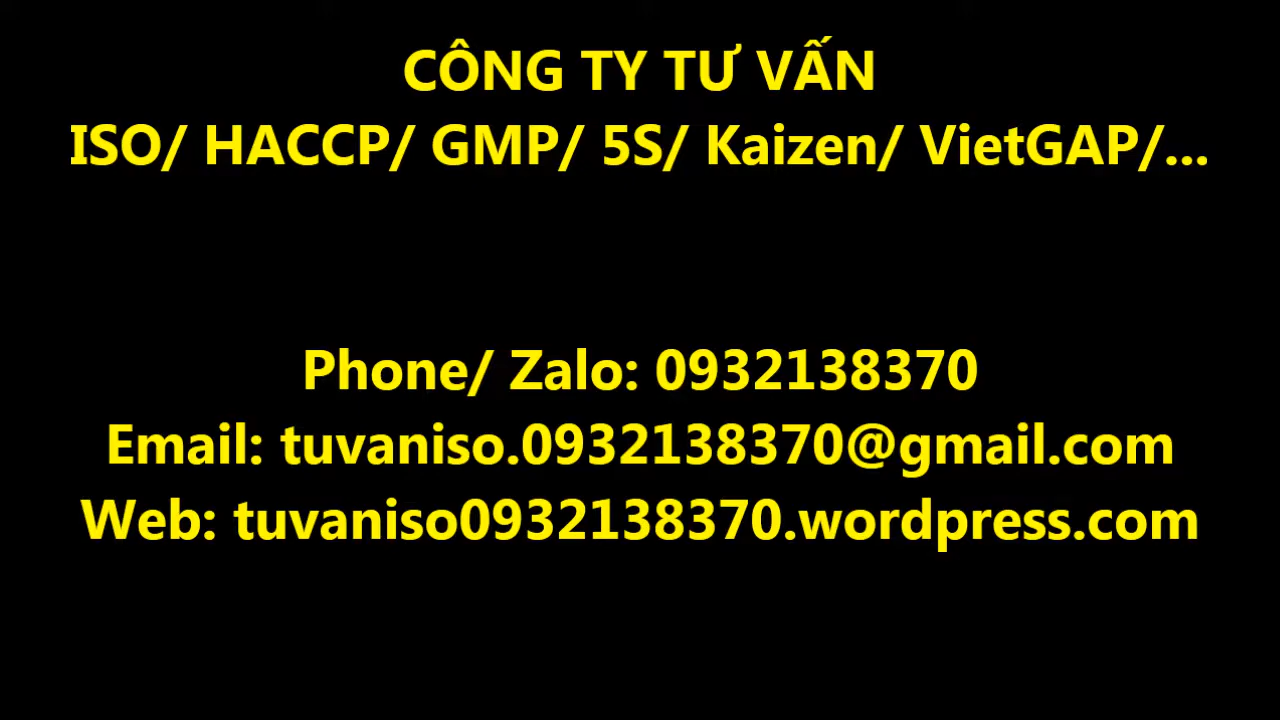 CÔNG TY TƯ VẤN
ISO/ HACCP/ GMP/ 5S/ Kaizen/ VietGAP/...
Phone/ Zalo: 0932138370
Email: tuvaniso.0932138370@gmail.com
Web: tuvaniso0932138370.wordpress.com